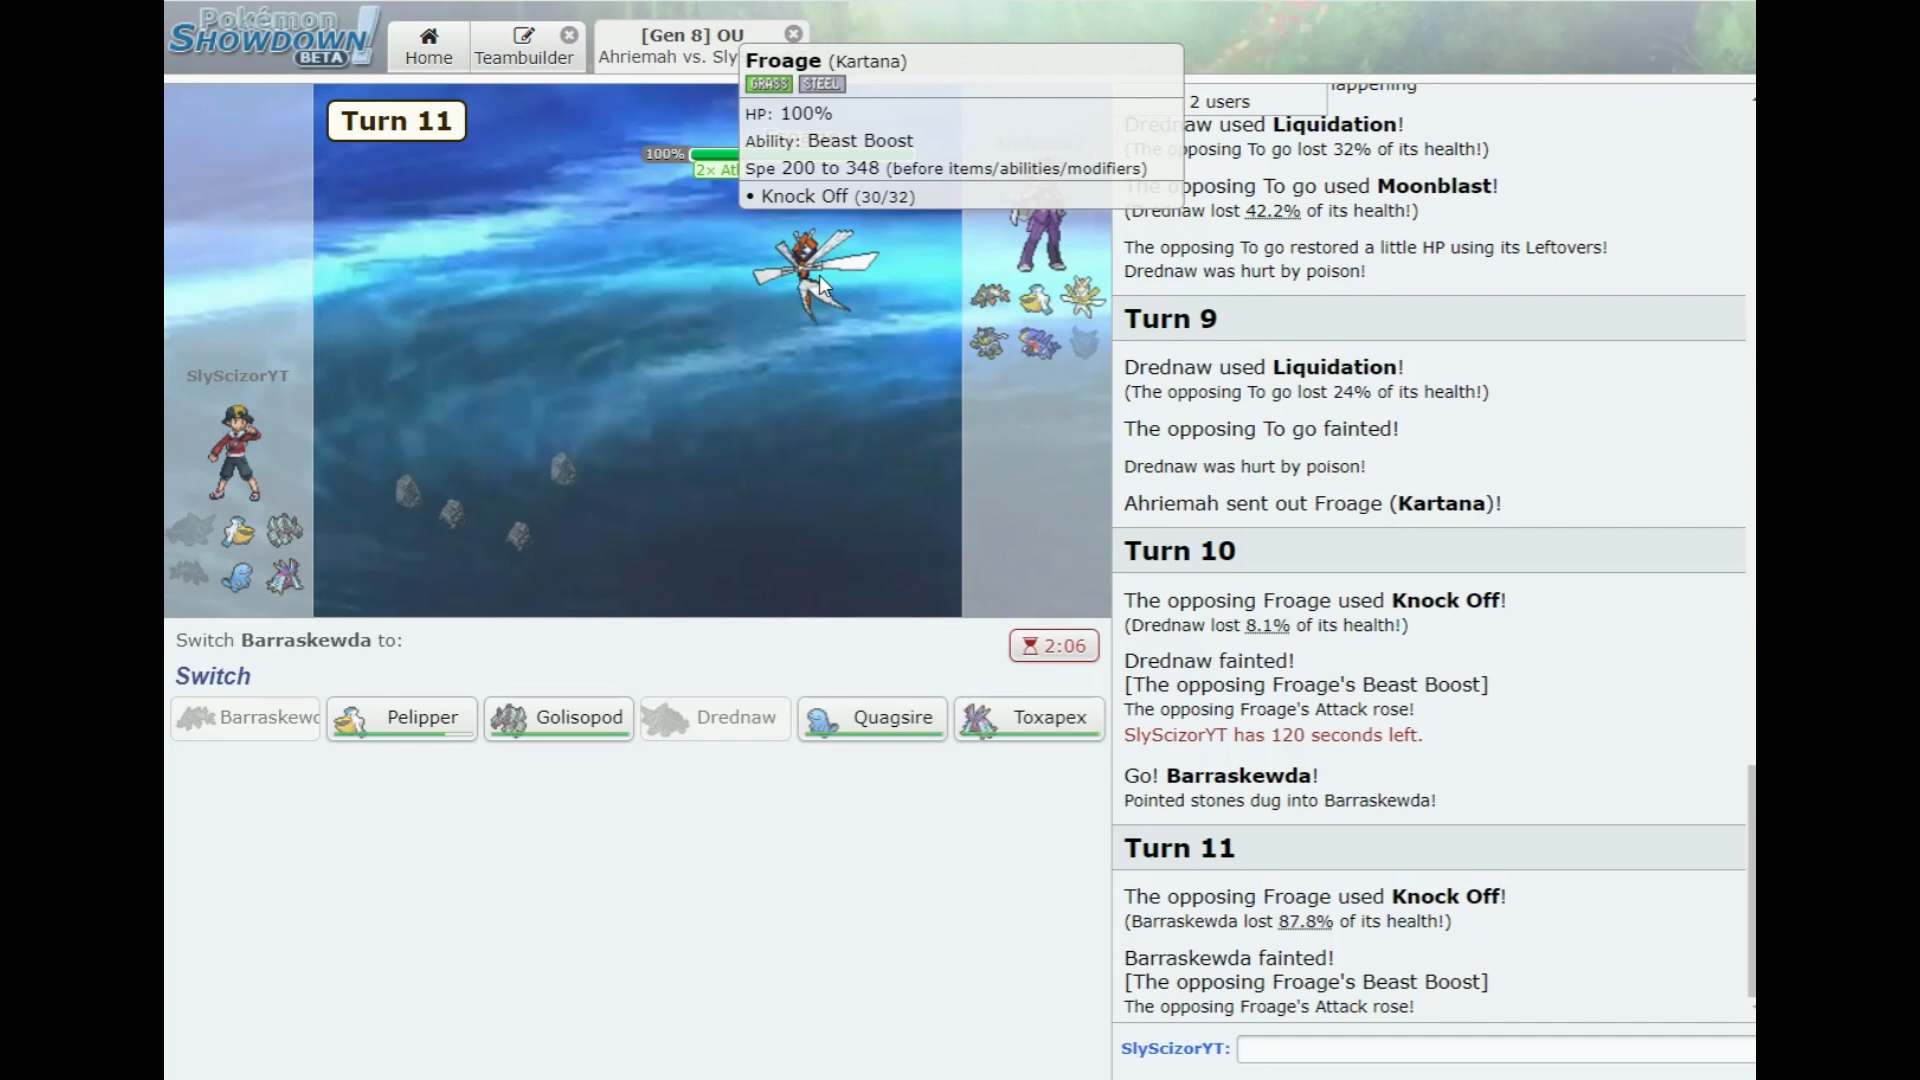 Pokémon
SHOWDOWN!
BETA
Home
Teambuilder
[Gen 8] OU
Ahriemah vs. Sly
Froage (Kartana)
GRASS STEEL
HP: 100%
Ability: Beast Boost
Spe 200 to 348 (before items/abilities/modifiers)
• Knock Off (30/32)
Turn 11
100%
2× At
SlyScizorYT
Switch Barraskewda to:
2:06
Switch
Barraskewd
Pelipper
Golisopod
Drednaw
Quagsire
Toxapex
2 users
happening
Drednaw used Liquidation!
(The opposing To go lost 32% of its health!)
The opposing To go used Moonblast!
(Drednaw lost 42.2% of its health!)
The opposing To go restored a little HP using its Leftovers!
Drednaw was hurt by poison!
Turn 9
Drednaw used Liquidation!
(The opposing To go lost 24% of its health!)
The opposing To go fainted!
Drednaw was hurt by poison!
Ahriemah sent out Froage (Kartana)!
Turn 10
The opposing Froage used Knock Off!
(Drednaw lost 8.1% of its health!)
Drednaw fainted!
[The opposing Froage's Beast Boost]
The opposing Froage's Attack rose!
SlyScizorYT has 120 seconds left.
Go! Barraskewda!
Pointed stones dug into Barraskewda!
Turn 11
The opposing Froage used Knock Off!
(Barraskewda lost 87.8% of its health!)
Barraskewda fainted!
[The opposing Froage's Beast Boost]
The opposing Froage's Attack rose!
SlyScizorYT: